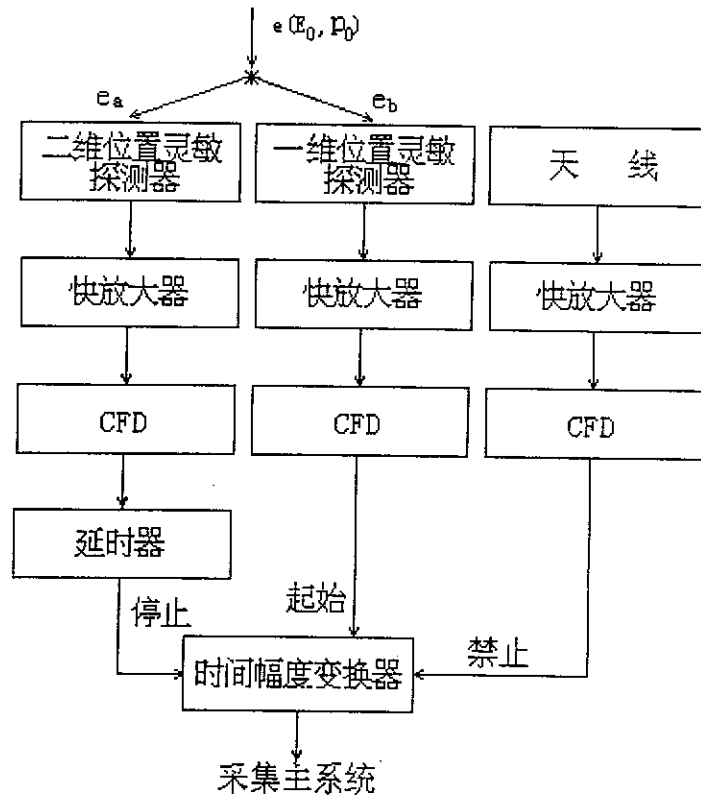 e(E₀, p₀)
eₐ
e_b
二维位置灵敏
探测器
一维位置灵敏
探测器
天 线
快放大器
快放大器
快放大器
CFD
CFD
CFD
延时器
停止
起始
禁止
时间幅度变换器
采集主系统